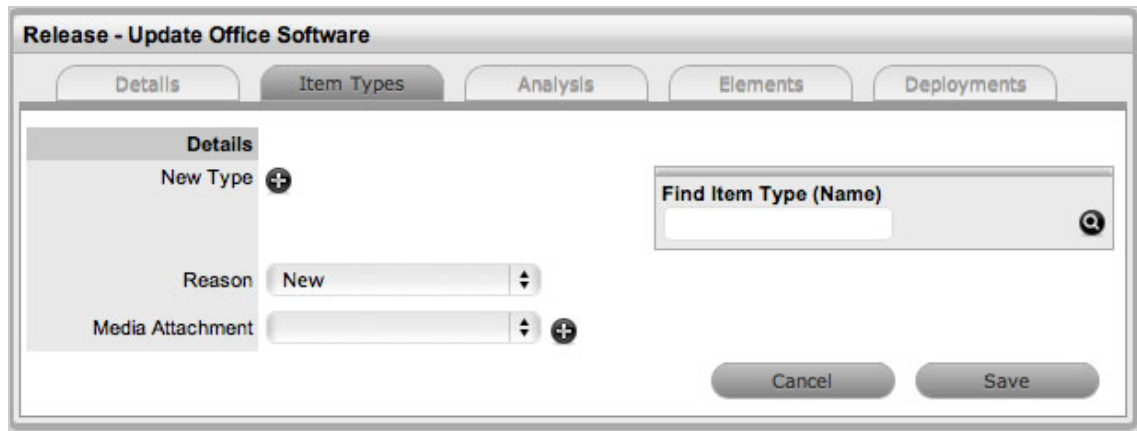 Release - Update Office Software
Details Item Types Analysis Elements Deployments
Details
New Type
Find Item Type (Name)
Reason New
Media Attachment
Cancel Save